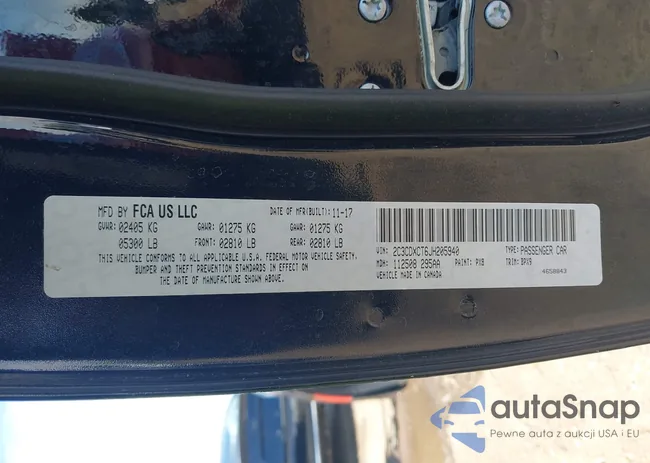 MFD BY FCA US LLC DATE OF MFR(BUILT): 11-17
GVWR: 02405 KG GAWR: 01275 KG GAWR: 01275 KG
05300 LB FRONT: 02810 LB REAR: 02810 LB
THIS VEHICLE CONFORMS TO ALL APPLICABLE U.S.A. FEDERAL MOTOR VEHICLE SAFETY,
BUMPER AND THEFT PREVENTION STANDARDS IN EFFECT ON
THE DATE OF MANUFACTURE SHOWN ABOVE.
VIN: 2C3CDXCT6JH205940 TYPE: PASSENGER CAR
MDH: 112508 295AA PAINT: PX8 TRIM: BPX9
VEHICLE MADE IN CANADA 4650843
autaSnap
Pewne auta z aukcji USA i EU